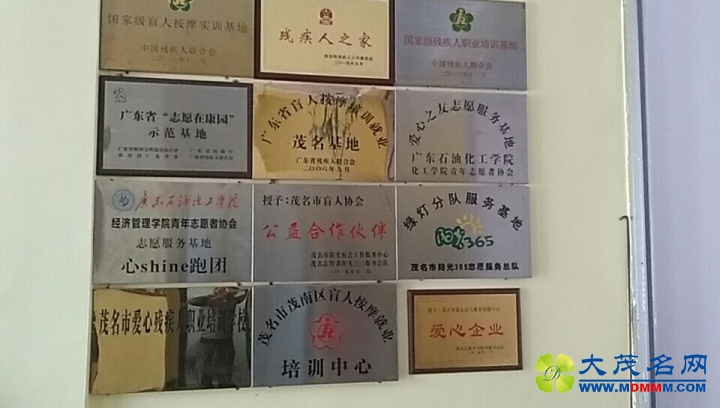 国家级盲人按摩实训基地
中国残疾人联合会
残疾人之家
国家级残疾人职业培训基地
中国残疾人联合会
广东省“志愿在康园”
示范基地
广东省盲人按摩培训就业
茂名基地
广东省残疾人联合会
二〇〇六年九月
爱心之友志愿服务基地
广东石油化工学院
化工学院青年志愿者协会
广东石油化工学院
经济管理学院青年志愿者协会
志愿服务基地
心shine跑团
授予:茂名市盲人协会
公益合作伙伴
绿灯分队服务基地
阳光365
茂名市阳光365志愿服务总队
茂名市爱心残疾人职业培训学校
茂名市茂南区盲人按摩就业
培训中心
爱心企业
大茂名网
www.MDMMM.com